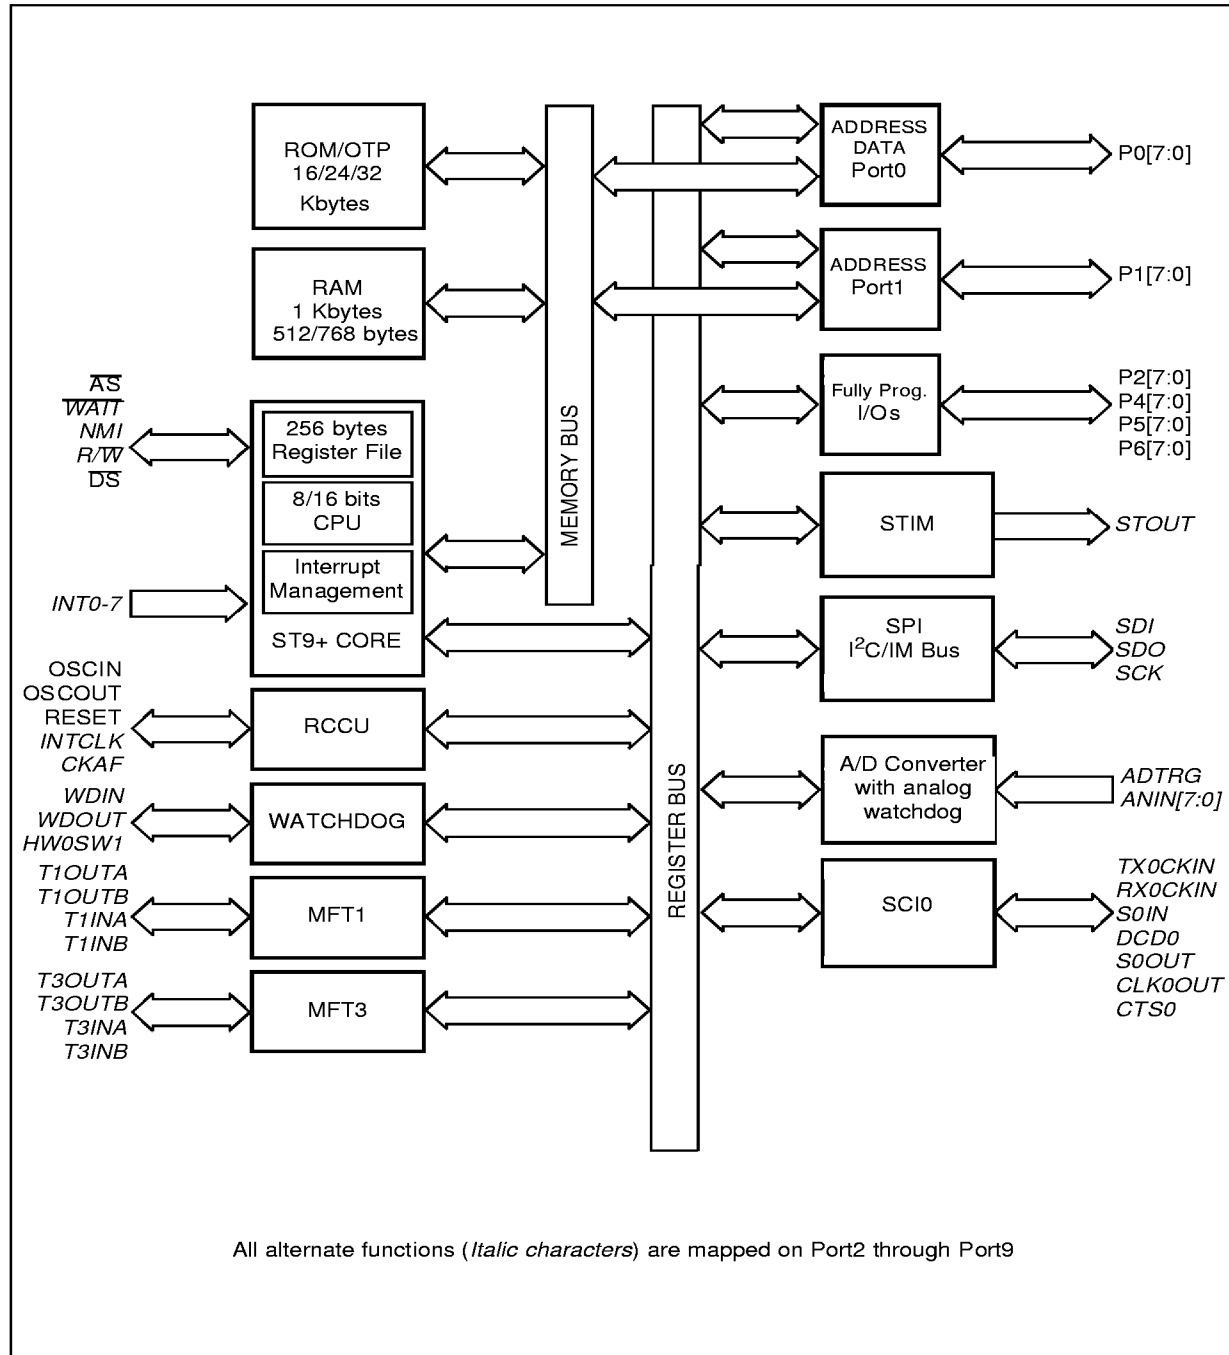 ROM/OTP
16/24/32
Kbytes
RAM
1 Kbytes
512/768 bytes
AS
WAIT
NMI
R/W
DS
INT0-7
256 bytes
Register File
8/16 bits
CPU
Interrupt
Management
ST9+ CORE
OSCIN
OSCOUT
RESET
INTCLK
CKAF
RCCU
WDIN
WDOUT
HW0SW1
WATCHDOG
T1OUTA
T1OUTB
T1INA
T1INB
MFT1
T3OUTA
T3OUTB
T3INA
T3INB
MFT3
MEMORY BUS
REGISTER BUS
ADDRESS
DATA
Port0
P0[7:0]
ADDRESS
Port1
P1[7:0]
Fully Prog.
I/Os
P2[7:0]
P4[7:0]
P5[7:0]
P6[7:0]
STIM
STOUT
SPI
I²C/IM Bus
SDI
SDO
SCK
A/D Converter
with analog
watchdog
ADTRG
ANIN[7:0]
SCI0
TX0CKIN
RX0CKIN
S0IN
DCD0
S0OUT
CLK0OUT
CTS0
All alternate functions (Italic characters) are mapped on Port2 through Port9